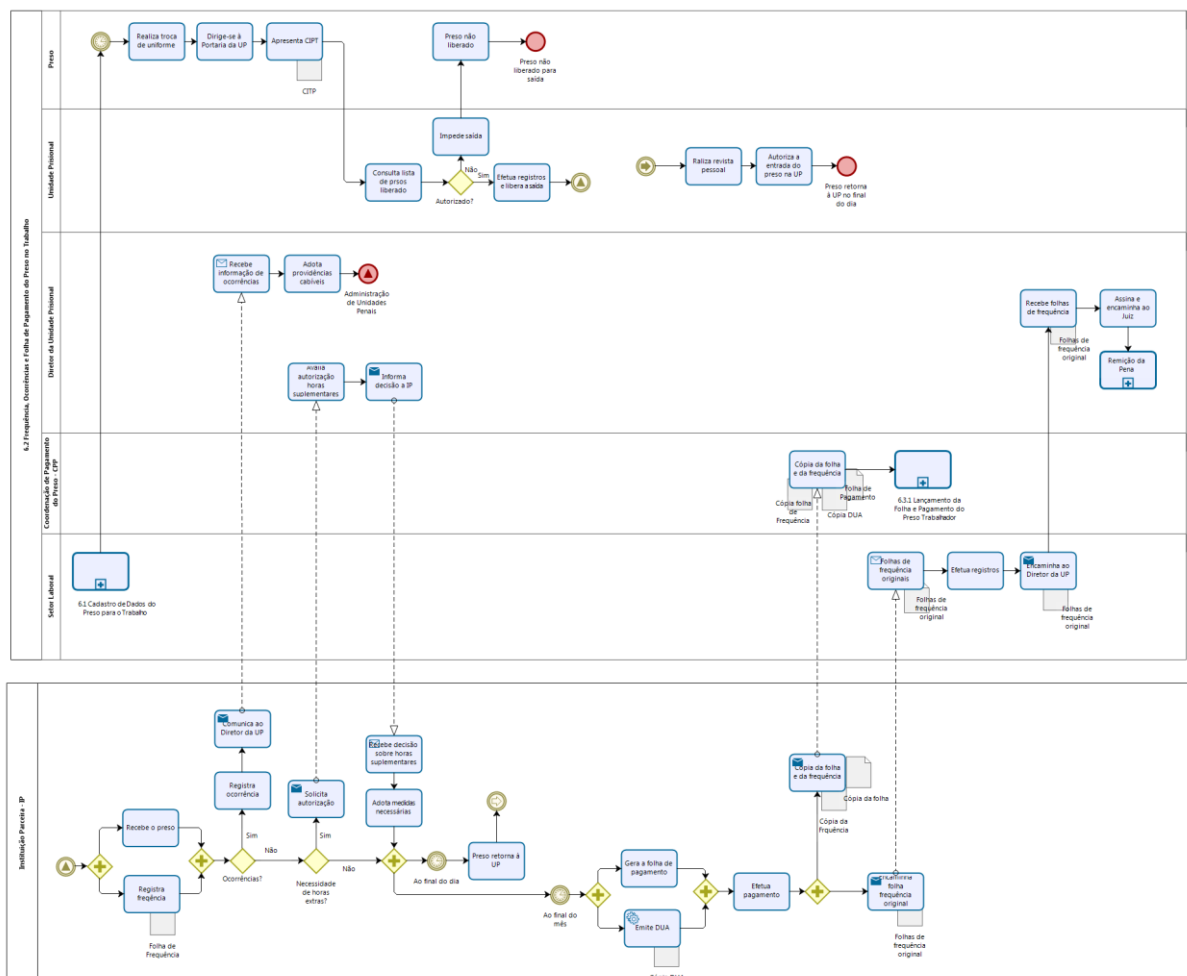 6.2 Frequência, Ocorrências e Folha de Pagamento do Preso no Trabalho
Preso
Realiza troca
de uniforme
Dirige-se à
Portaria da UP
Apresenta CIPT
CITP
Preso não
liberado
Preso não
liberado para
saída
Unidade Prisional
Consulta lista
de prsos
liberado
Impede saída
Não
Sim
Autorizado?
Efetua registros
e libera a saída
Raliza revista
pessoal
Autoriza a
entrada do
preso na UP
Preso retorna
à UP no final
do dia
Diretor da Unidade Prisional
Recebe
informação de
ocorrências
Adota
providências
cabíveis
Administração
de Unidades
Penais
Avalia
autorização
horas
suplementares
Informa
decisão a IP
Recebe folhas
de frequência
Folhas de
frequência
original
Assina e
encaminha ao
Juiz
Remição da
Pena
Coordenação de Pagamento
do Preso - CPP
Cópia da folha
e da frequência
Cópia folha
de
Frequência
Folha de
Pagamento
Cópia DUA
6.3.1 Lançamento da
Folha e Pagamento do
Preso Trabalhador
Setor Laboral
6.1 Cadastro de Dados do
Preso para o Trabalho
Folhas de
frequência
originais
Folhas de
frequência
original
Efetua registros
Encaminha ao
Diretor da UP
Folhas de
frequência
original
Instituição Parceira - IP
Comunica ao
Diretor da UP
Registra
ocorrência
Sim
Recebe o preso
Registra
freqência
Folha de
Frequência
Não
Ocorrências?
Solicita
autorização
Sim
Não
Necessidade
de horas
extras?
Recebe decisão
sobre horas
suplementares
Adota medidas
necessárias
Ao final do dia
Preso retorna à
UP
Ao final do
mês
Gera a folha de
pagamento
Emite DUA
Efetua
pagamento
Cópia da folha
e da frequência
Cópia da folha
Cópia da
Frquência
Encaminha
folha
frequência
original
Folhas de
frequência
original